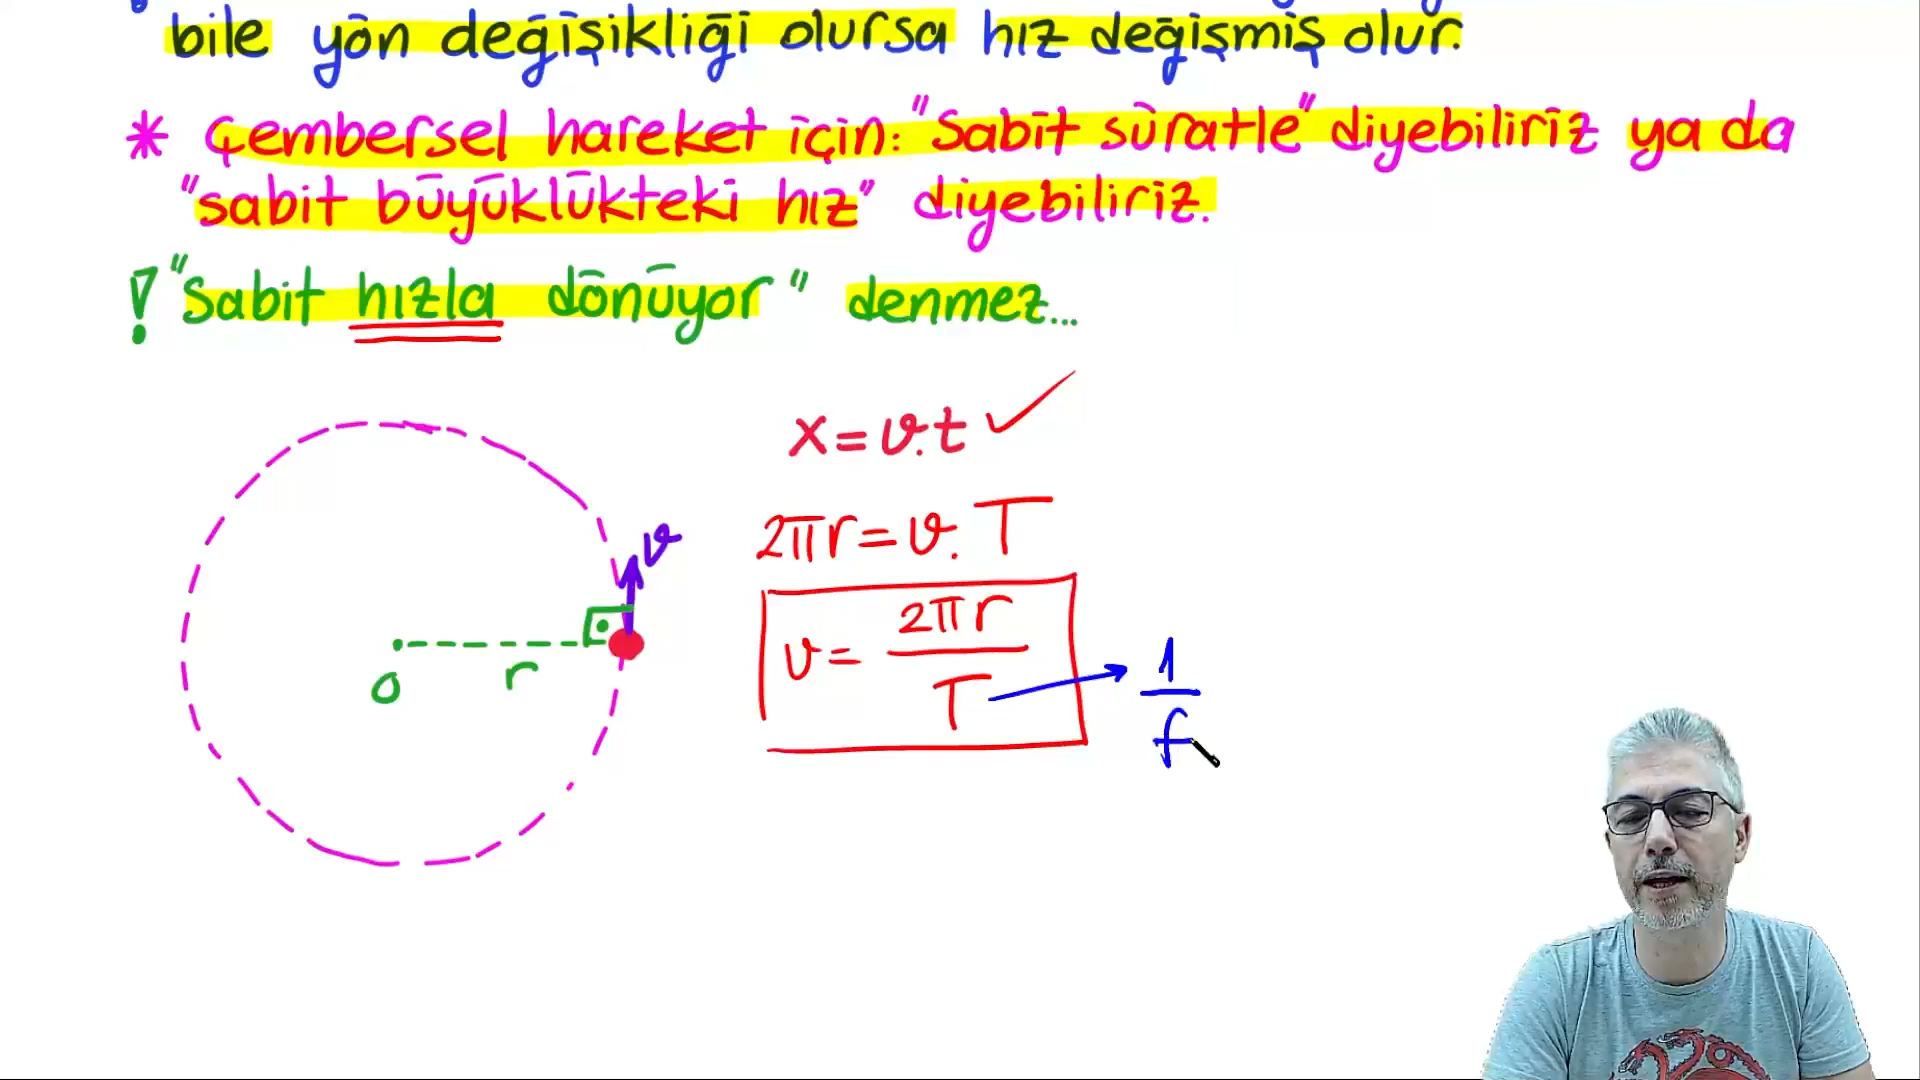 bile yön değişikliği olursa hız değişmiş olur.
* Çembersel hareket için: "Sabit süratle" diyebiliriz ya da
"sabit büyüklükteki hız" diyebiliriz.
! "Sabit hızla dönüyor" denmez...
x = v.t ✓
2πr = v.T
v = 2πr / T → 1 / f
v
O r